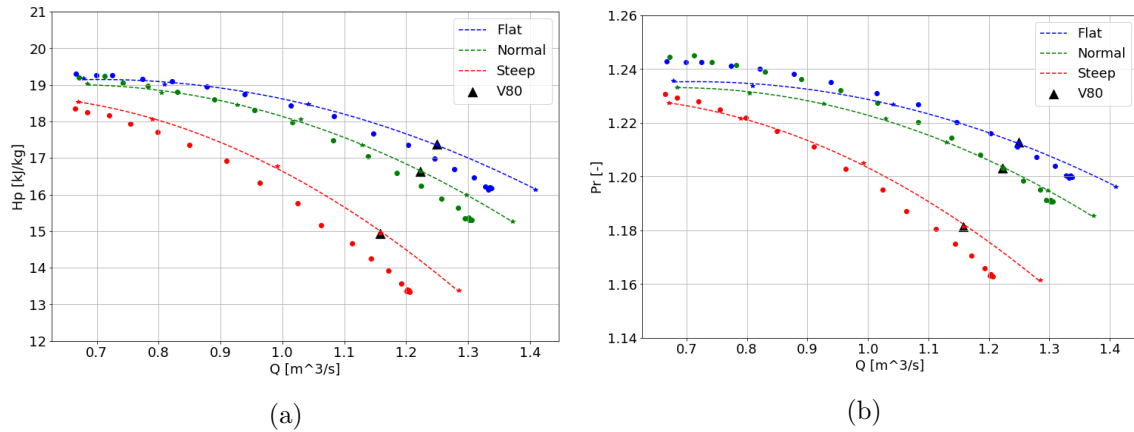 21
20
19
18
17
16
15
14
13
12
Hp [kJ/kg]
0.7 0.8 0.9 1.0 1.1 1.2 1.3 1.4
Q [m^3/s]
Flat
Normal
Steep
V80
(a)
1.26
1.24
1.22
1.20
1.18
1.16
1.14
Pr [-]
0.7 0.8 0.9 1.0 1.1 1.2 1.3 1.4
Q [m^3/s]
Flat
Normal
Steep
V80
(b)